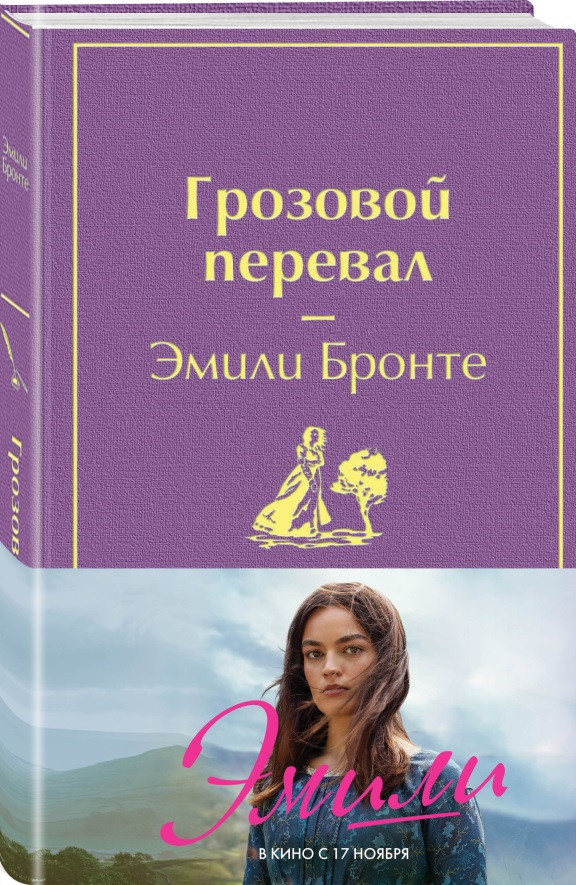 Эмили
Бронте
Грозов
Грозовой
перевал
Эмили Бронте
Эмили
В КИНО С 17 НОЯБРЯ